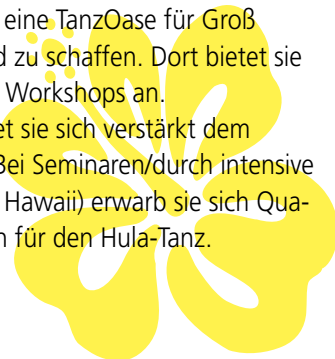 eine TanzOase für Groß
d zu schaffen. Dort bietet sie
Workshops an.
et sie sich verstärkt dem
Bei Seminaren/durch intensive
Hawaii) erwarb sie sich Qua-
n für den Hula-Tanz.